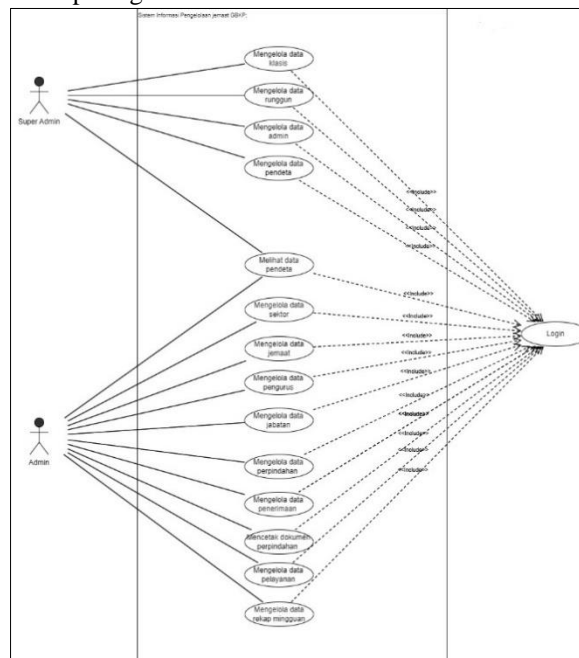 Sistem Informasi Pengelolaan jemaat GBKP;
Mengelola data
klasis
Mengelola data
runggun
Mengelola data
admin
Mengelola data
pendeta
Super Admin
<<Include>>
<<Include>>
<<Include>>
<<Include>>
Melihat data
pendeta
<<Include>>
Mengelola data
sektor
<<Include>>
Login
Mengelola data
jemaat
<<Include>>
Mengelola data
pengurus
<<Include>>
Mengelola data
jabatan
<<Include>>
Admin
Mengelola data
perpindahan
<<Include>>
Mengelola data
penerimaan
<<Include>>
Mencetak dokumen
perpindahan
<<Include>>
Mengelola data
pelayanan
<<Include>>
Mengelola data
rekap mingguan
<<Include>>